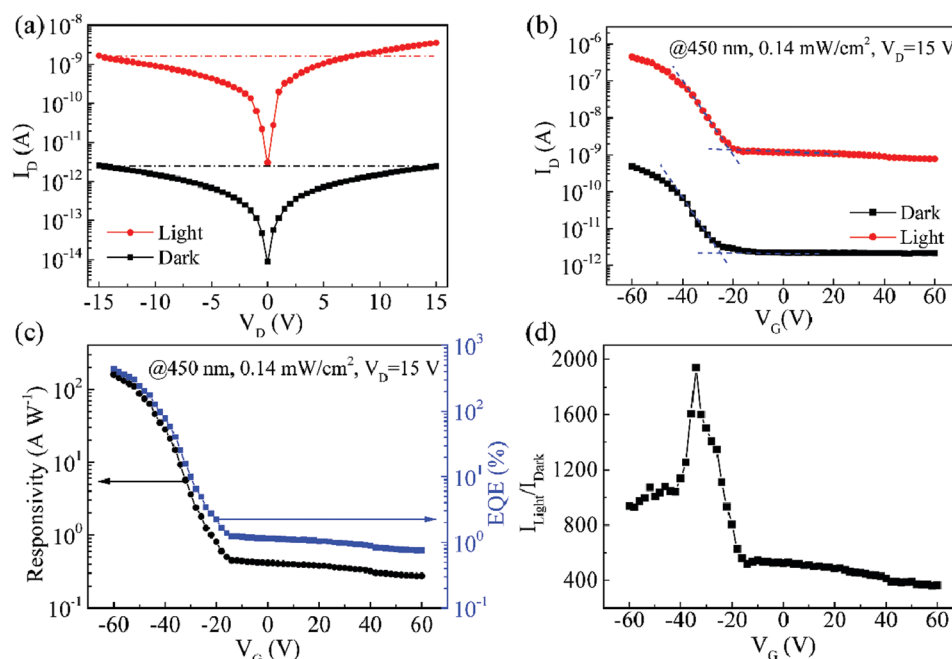 (a)
I_D (A)
10^-8
10^-9
10^-10
10^-11
10^-12
10^-13
10^-14
Light
Dark
-15 -10 -5 0 5 10 15
V_D (V)
(b)
@450 nm, 0.14 mW/cm^2, V_D=15 V
I_D (A)
10^-6
10^-7
10^-8
10^-9
10^-10
10^-11
10^-12
Dark
Light
-60 -40 -20 0 20 40 60
V_G (V)
(c)
@450 nm, 0.14 mW/cm^2, V_D=15 V
Responsivity (A W^-1)
10^2
10^1
10^0
10^-1
EQE (%)
10^3
10^2
10^1
10^0
10^-1
-60 -40 -20 0 20 40 60
V_G (V)
(d)
I_Light/I_Dark
2000
1600
1200
800
400
-60 -40 -20 0 20 40 60
V_G (V)